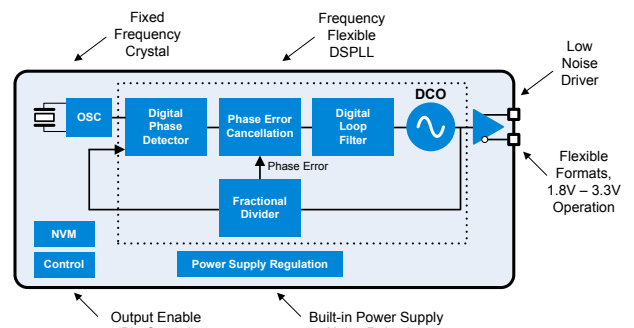 Fixed
Frequency
Crystal
Frequency
Flexible
DSPLL
Low
Noise
Driver
OSC
Digital
Phase
Detector
Phase Error
Cancellation
Digital
Loop
Filter
DCO
Phase Error
Fractional
Divider
Flexible
Formats,
1.8V – 3.3V
Operation
NVM
Control
Power Supply Regulation
Output Enable
Built-in Power Supply